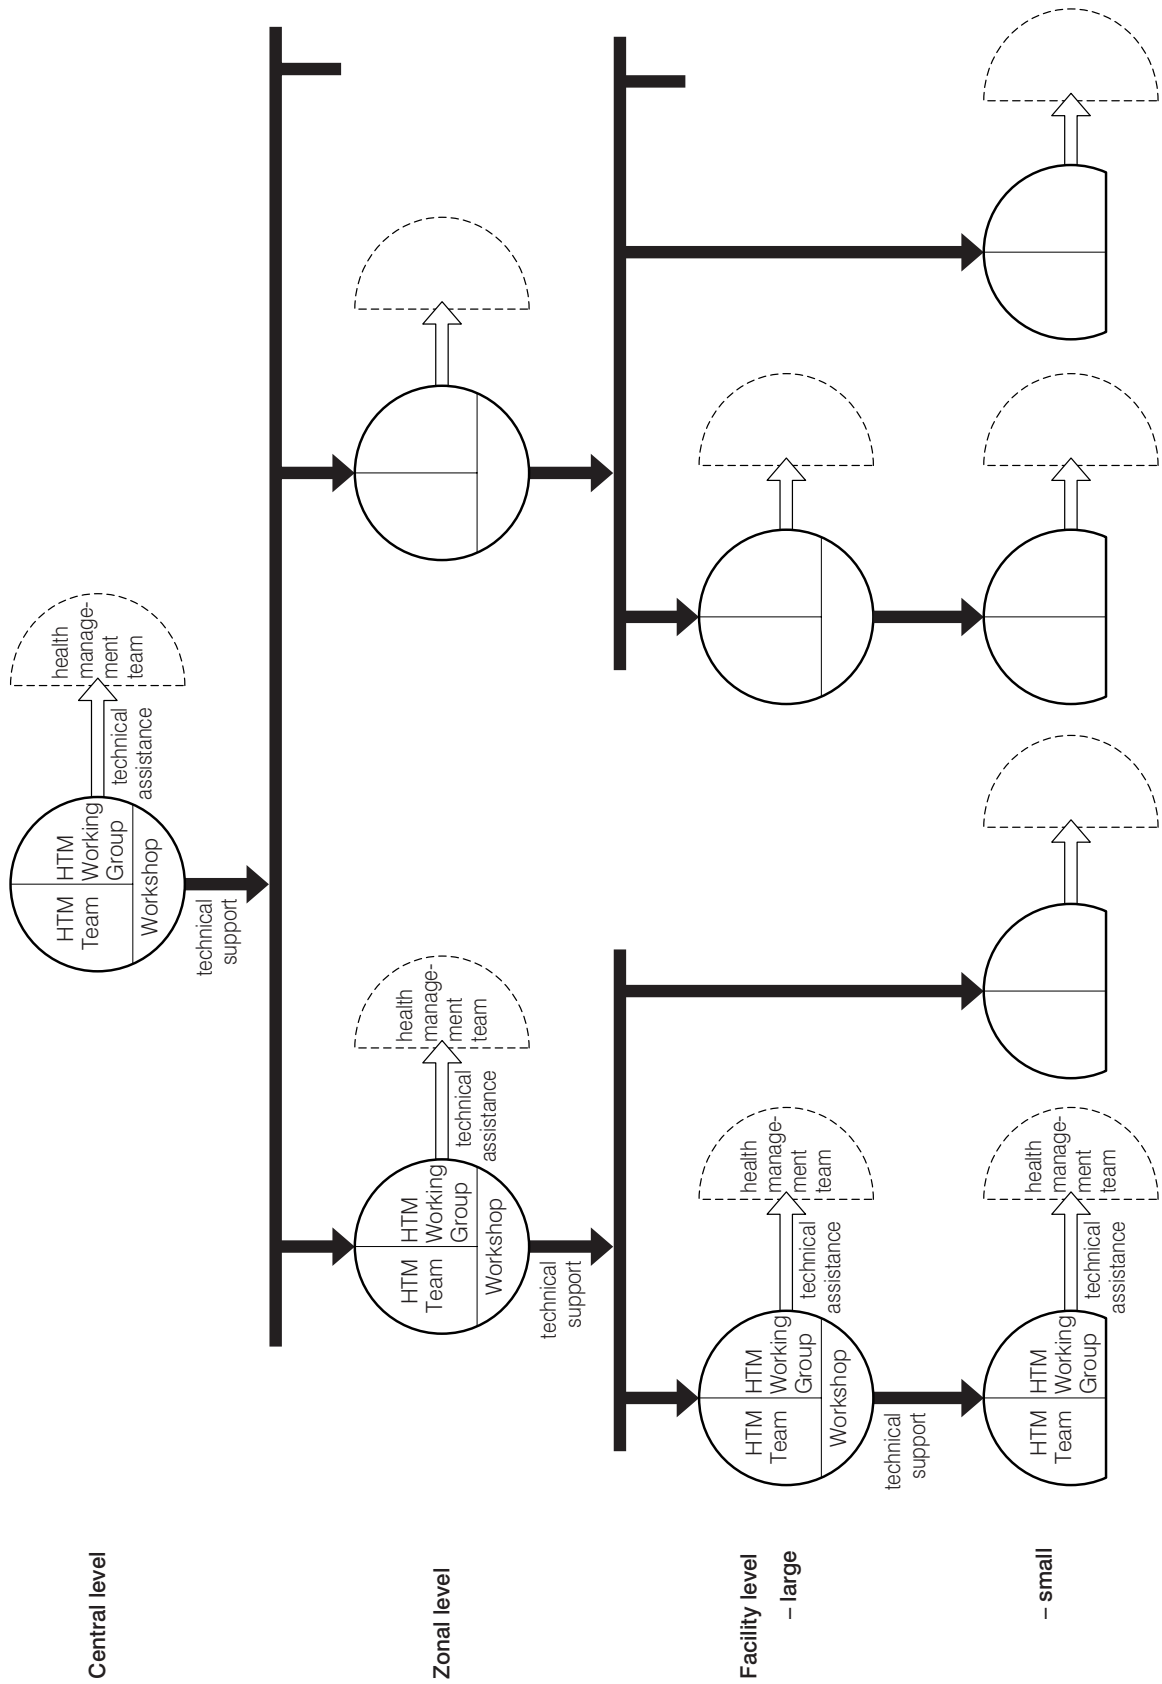 Central level
HTM
Team
HTM
Working
Group
Workshop
technical
assistance
health
manage-
ment
team
technical
support
Zonal level
HTM
Team
HTM
Working
Group
Workshop
technical
assistance
health
manage-
ment
team
technical
support
Facility level
– large
HTM
Team
HTM
Working
Group
Workshop
technical
assistance
health
manage-
ment
team
technical
support
– small
HTM
Team
HTM
Working
Group
technical
assistance
health
manage-
ment
team